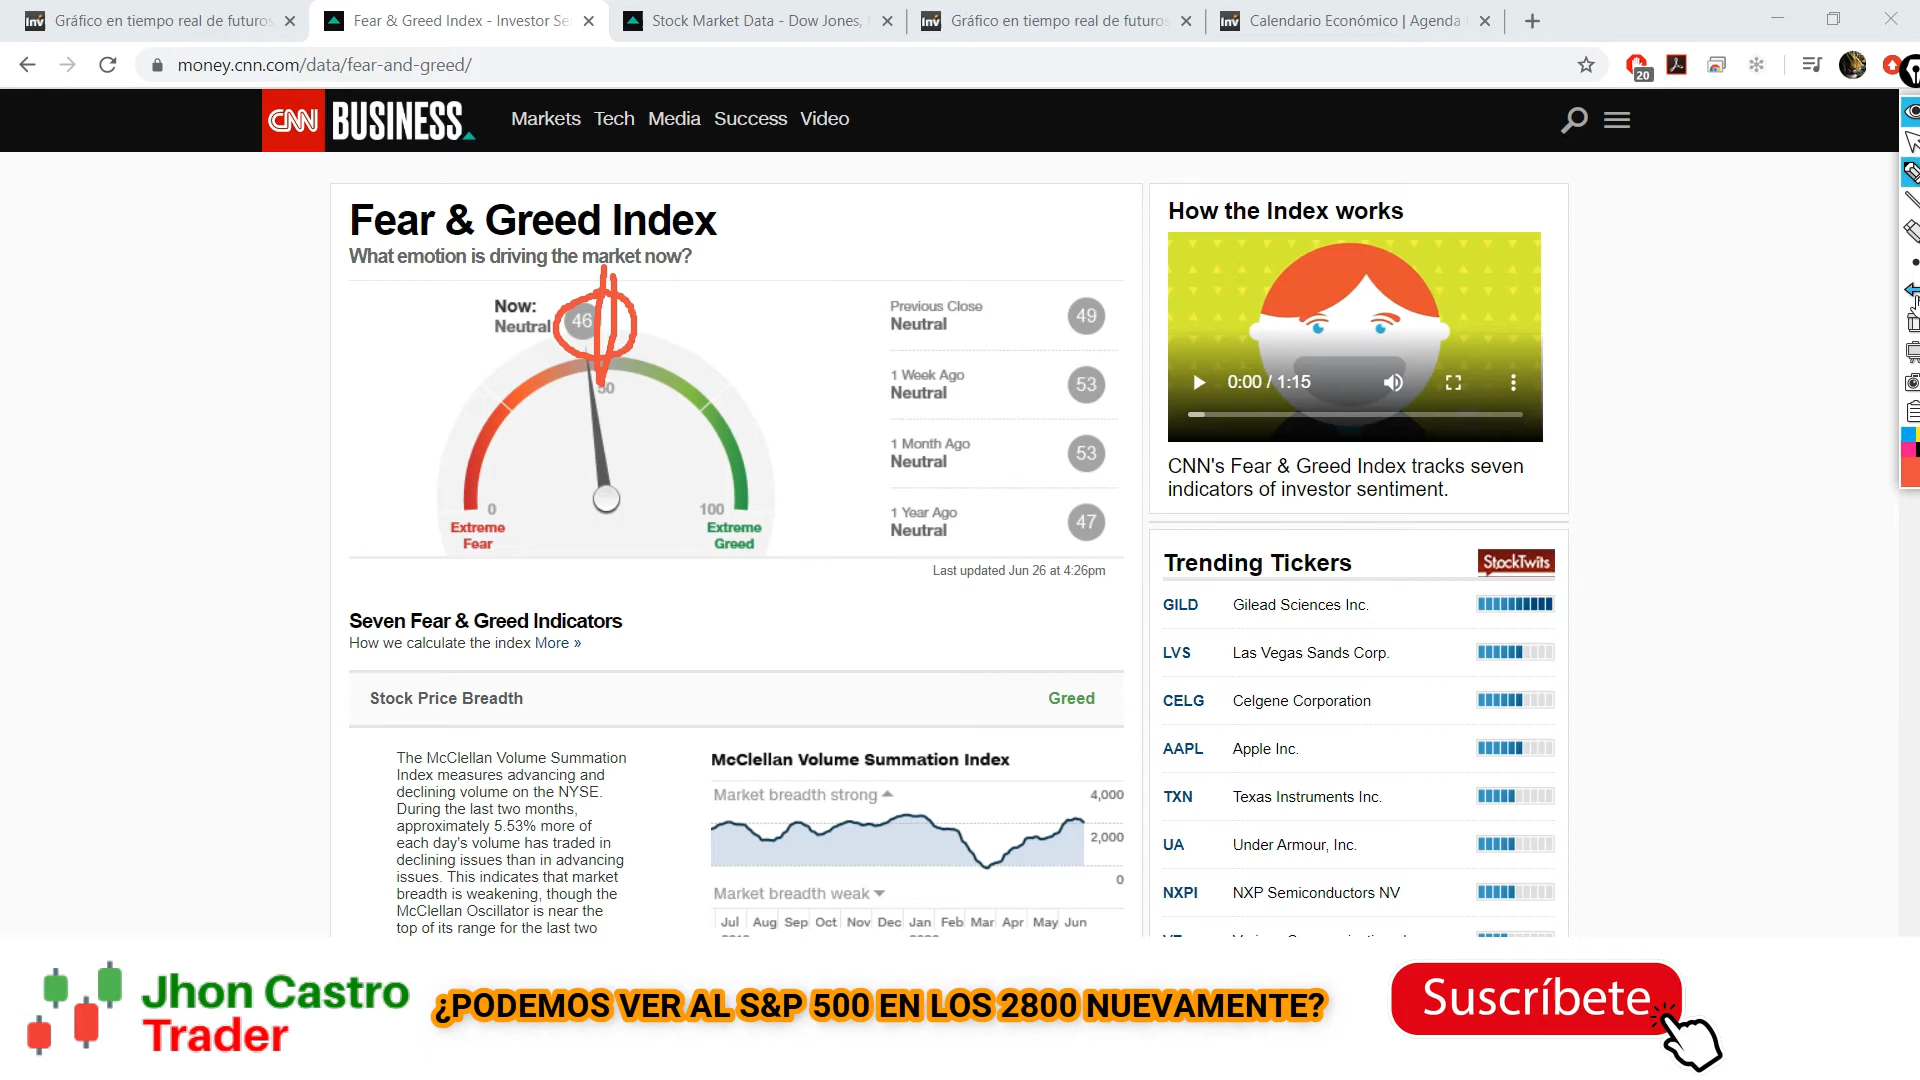 Gráfico en tiempo real de futuros
Fear & Greed Index - Investor Se
Stock Market Data - Dow Jones,
Gráfico en tiempo real de futuros
Calendario Económico | Agenda
money.cnn.com/data/fear-and-greed/
20
CNN BUSINESS
Markets Tech Media Success Video
Fear & Greed Index
What emotion is driving the market now?
Now:
Neutral 46
50
0
100
Extreme
Fear
Extreme
Greed
Previous Close
Neutral 49
1 Week Ago
Neutral 53
1 Month Ago
Neutral 53
1 Year Ago
Neutral 47
Last updated Jun 26 at 4:26pm
Seven Fear & Greed Indicators
How we calculate the index More »
Stock Price Breadth Greed
The McClellan Volume Summation
Index measures advancing and
declining volume on the NYSE.
During the last two months,
approximately 5.53% more of
each day's volume has traded in
declining issues than in advancing
issues. This indicates that market
breadth is weakening, though the
McClellan Oscillator is near the
top of its range for the last two
McClellan Volume Summation Index
Market breadth strong
4,000
2,000
0
Market breadth weak
Jul Aug Sep Oct Nov Dec Jan Feb Mar Apr May Jun
How the Index works
0:00 / 1:15
CNN's Fear & Greed Index tracks seven
indicators of investor sentiment.
Trending Tickers StockTwits
GILD Gilead Sciences Inc.
LVS Las Vegas Sands Corp.
CELG Celgene Corporation
AAPL Apple Inc.
TXN Texas Instruments Inc.
UA Under Armour, Inc.
NXPI NXP Semiconductors NV
Jhon Castro
Trader
¿PODEMOS VER AL S&P 500 EN LOS 2800 NUEVAMENTE?
Suscríbete